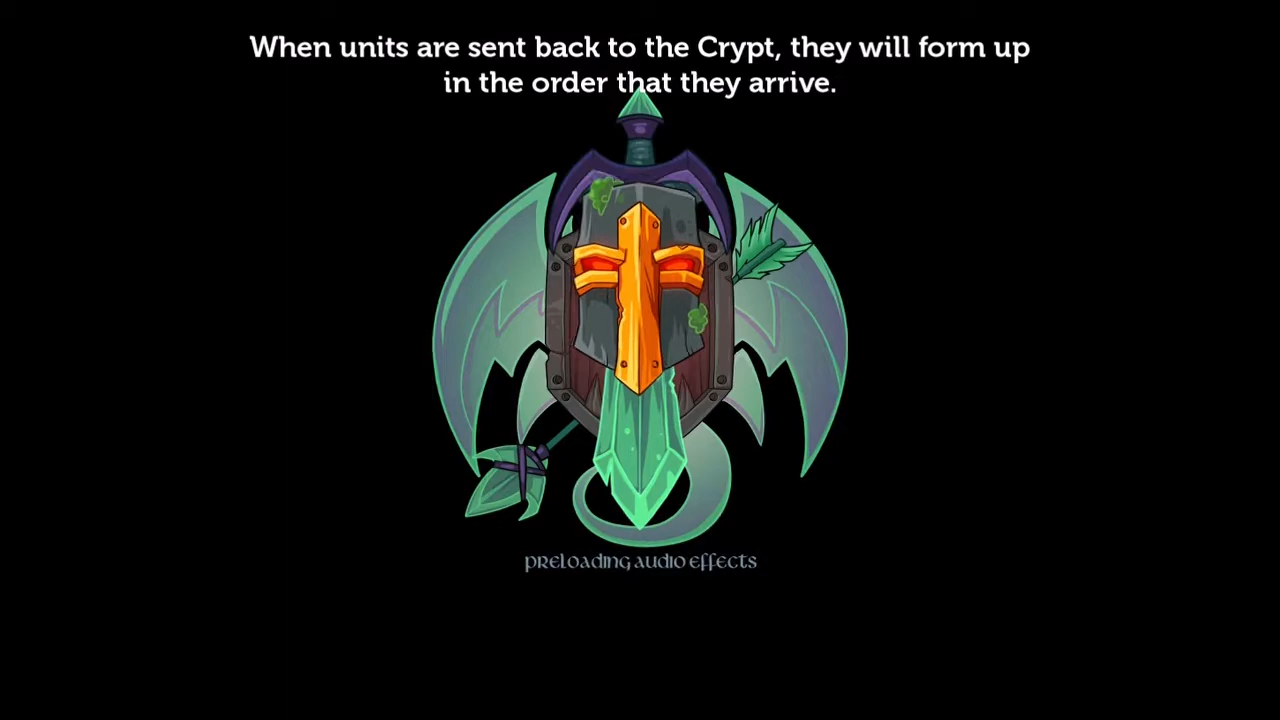 When units are sent back to the Crypt, they will form up
in the order that they arrive.
preloading audio effects